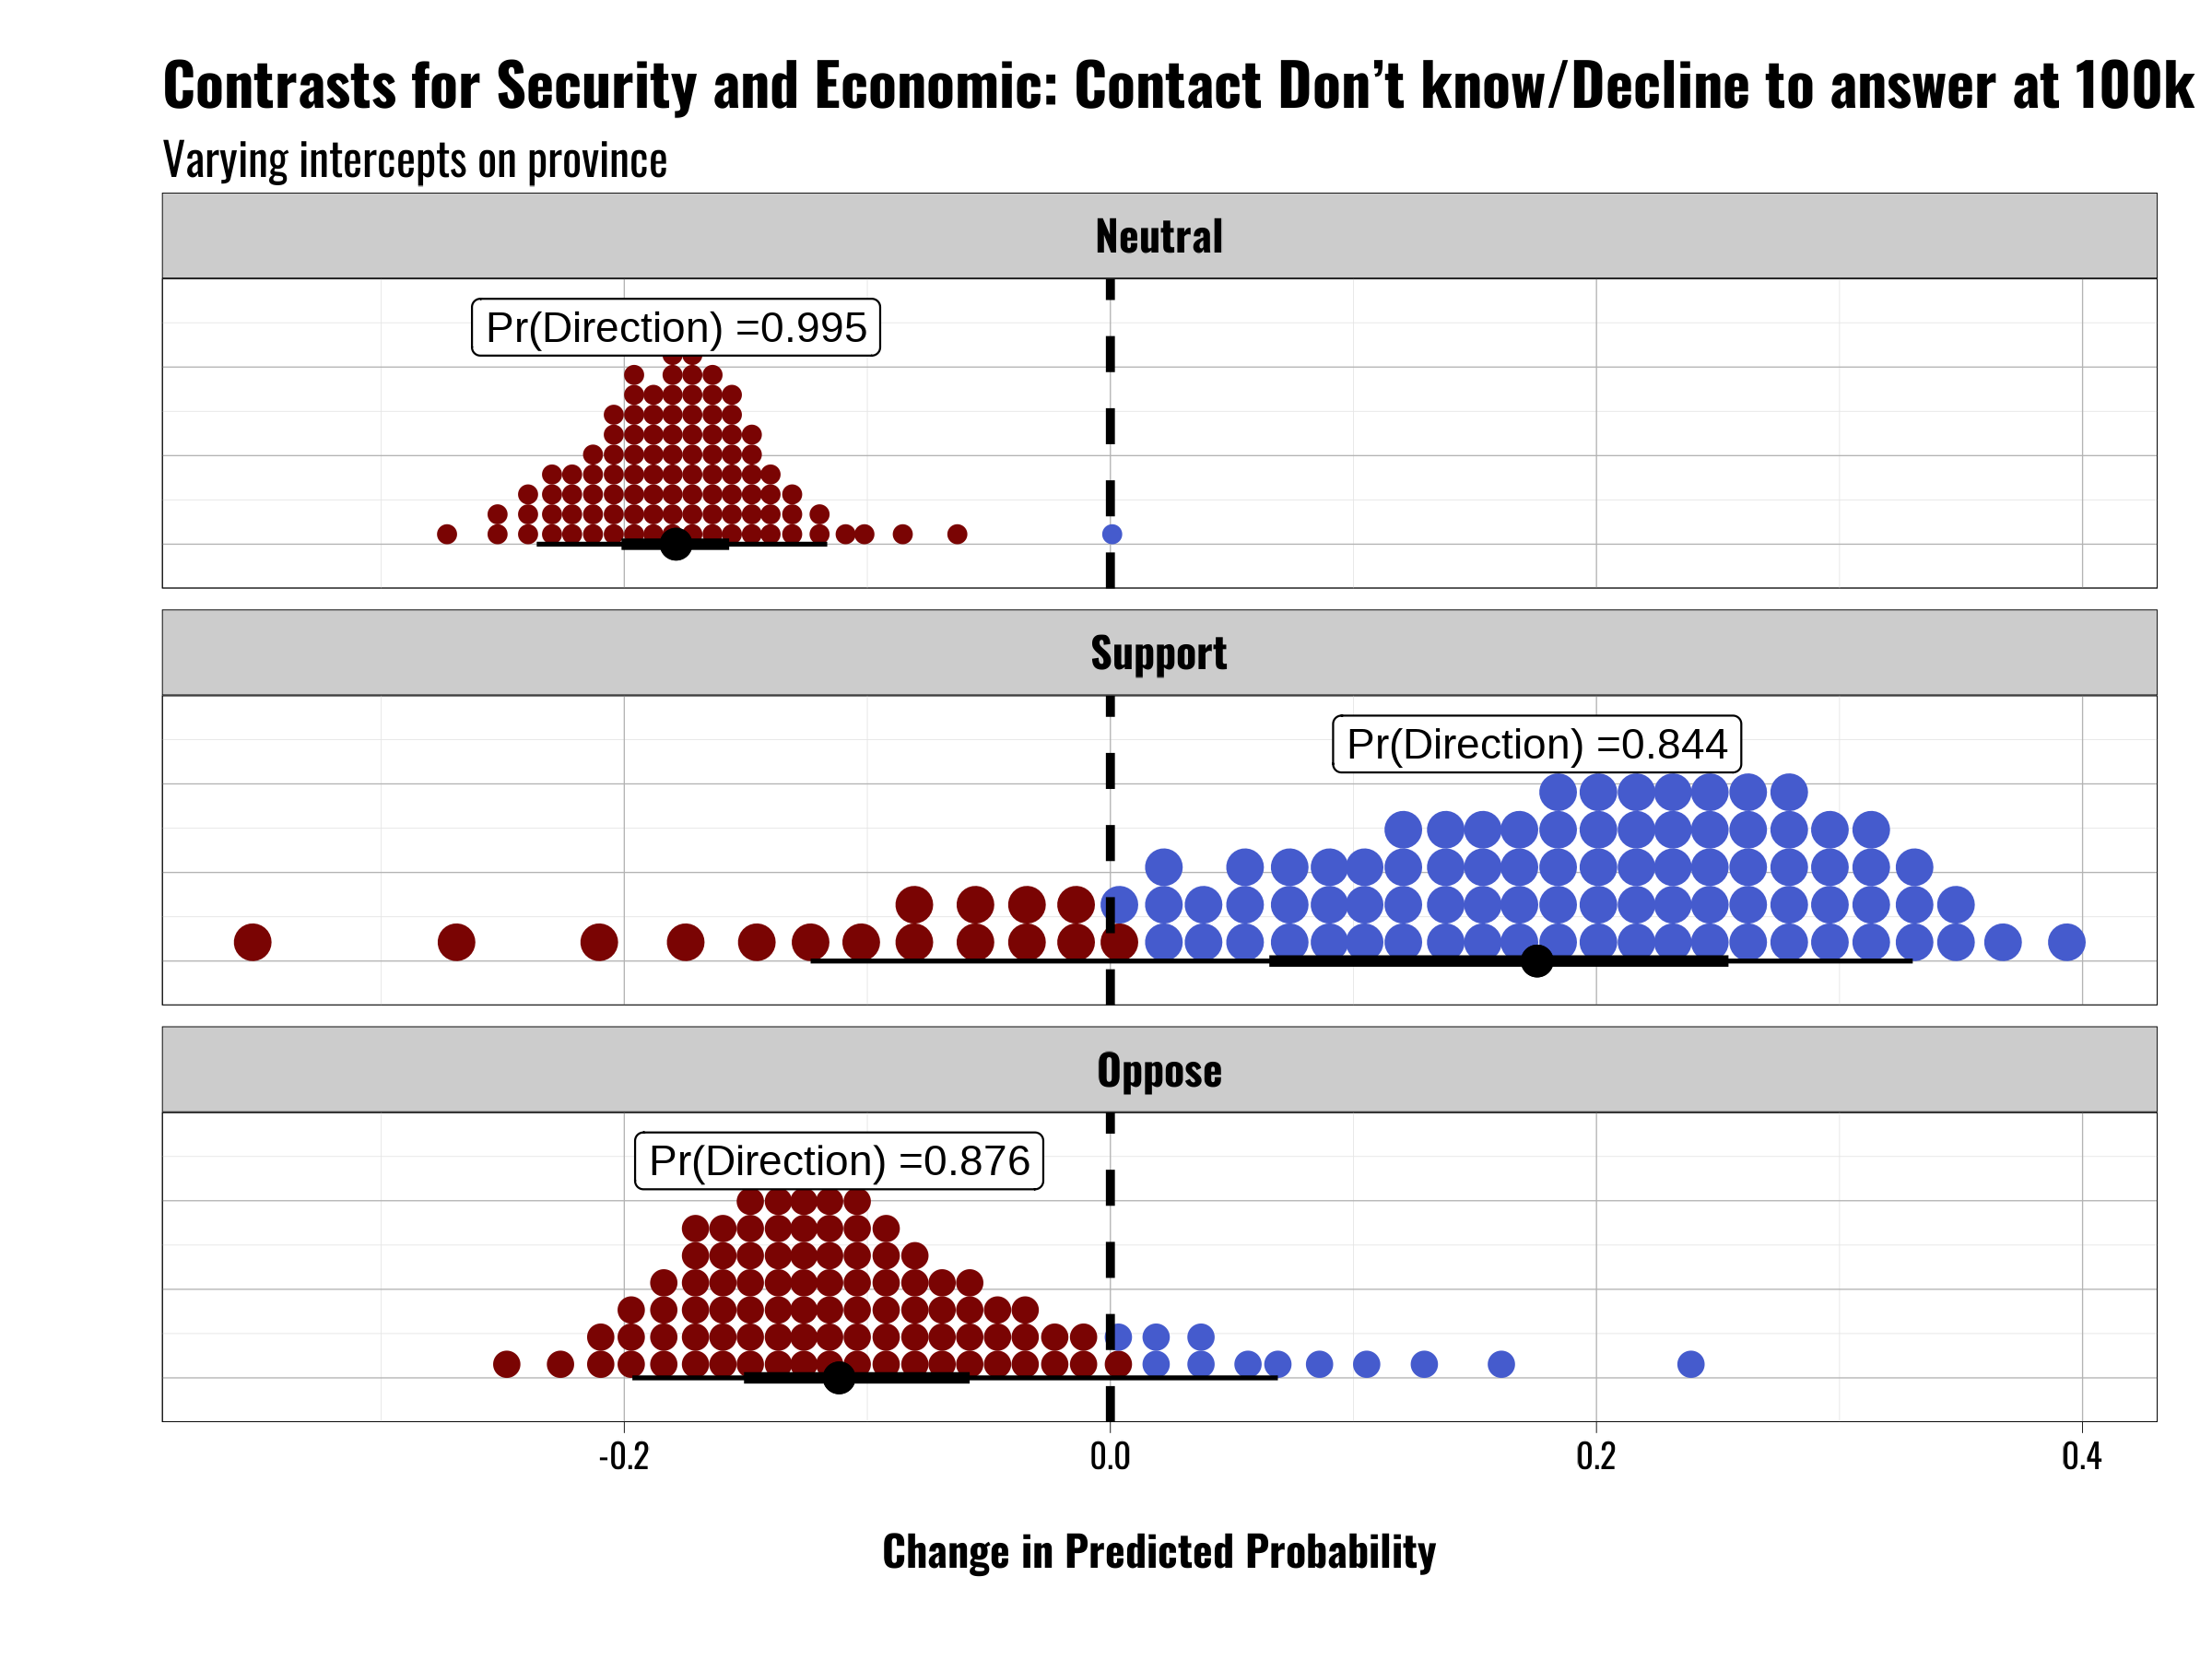 Contrasts for Security and Economic: Contact Don’t know/Decline to answer at 100k
Varying intercepts on province
Neutral
Pr(Direction) =0.995
Support
Pr(Direction) =0.844
Oppose
Pr(Direction) =0.876
-0.2 0.0 0.2 0.4
Change in Predicted Probability